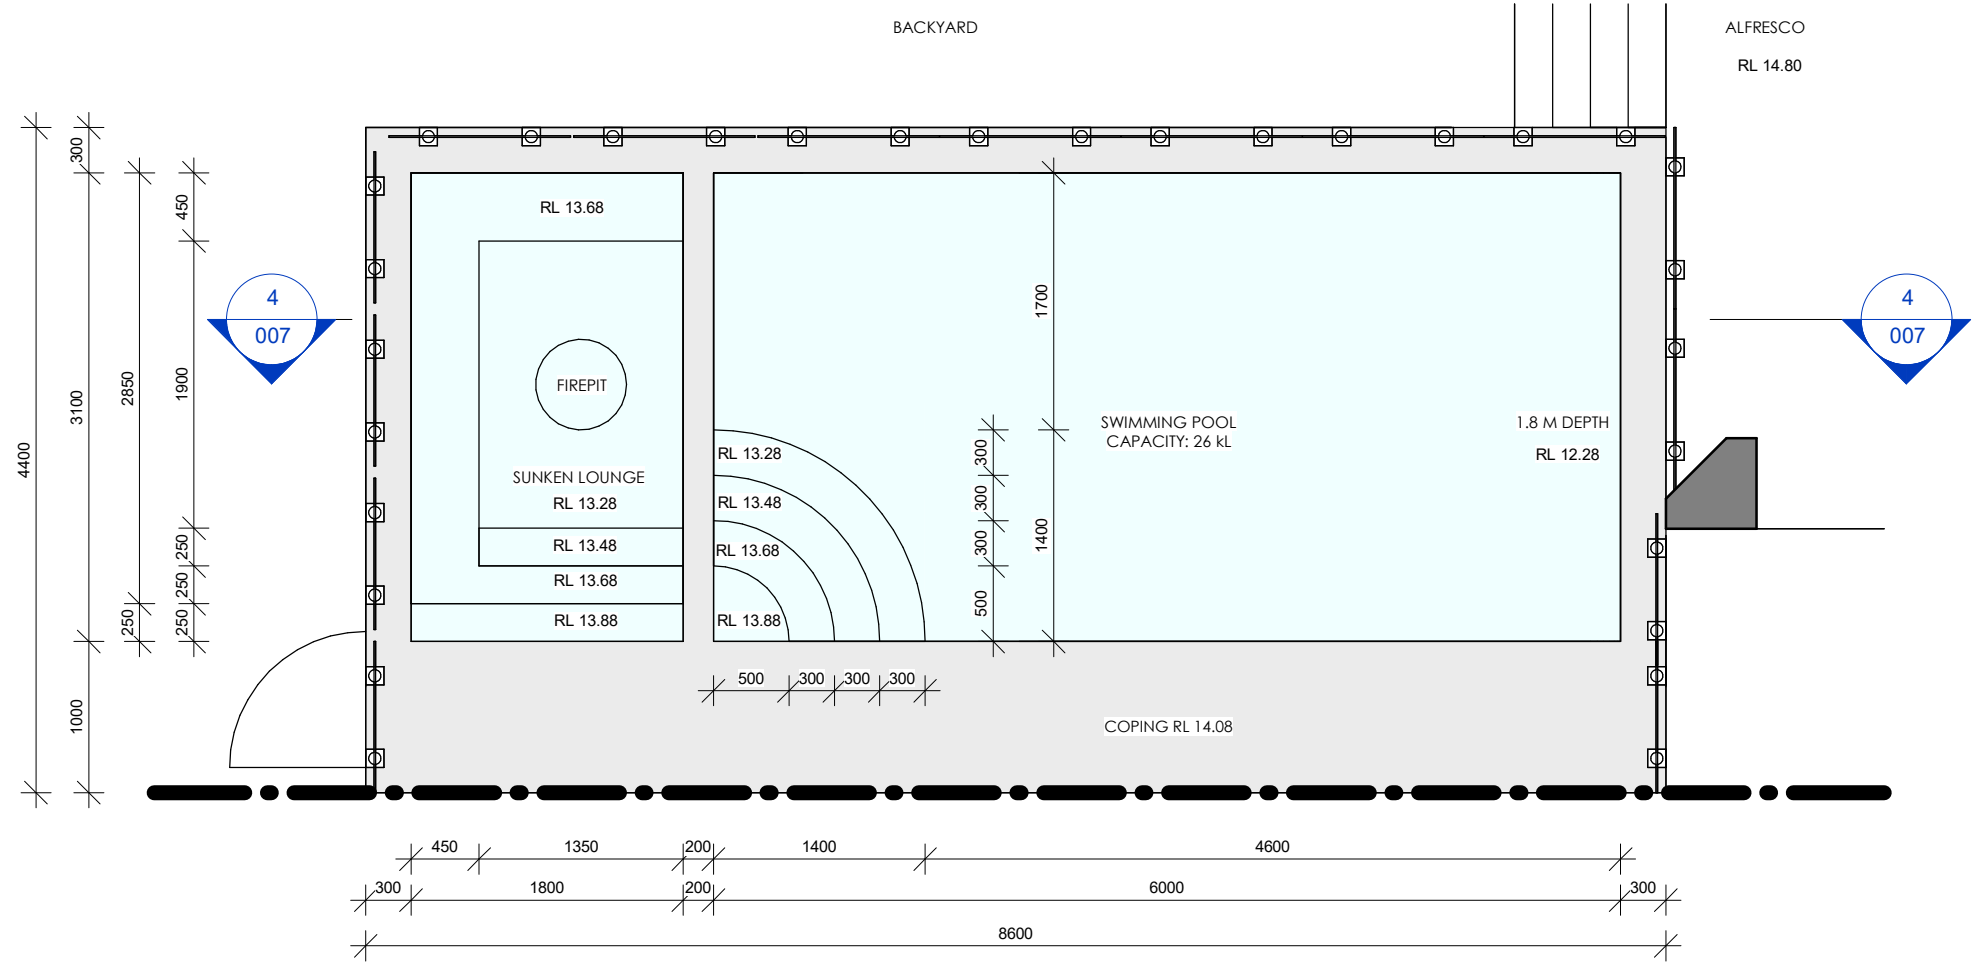 BACKYARD
ALFRESCO
RL 14.80
300
450
RL 13.68
4
007
4
007
1700
FIREPIT
2850
1900
3100
4400
SWIMMING POOL
CAPACITY: 26 kL
1.8 M DEPTH
RL 12.28
RL 13.28
300
SUNKEN LOUNGE
RL 13.28
RL 13.48
300
1400
250
RL 13.48
RL 13.68
300
250
RL 13.68
500
250
250
RL 13.88
RL 13.88
500
300
300
300
1000
COPING RL 14.08
450
1350
200
1400
4600
300
1800
200
6000
300
8600